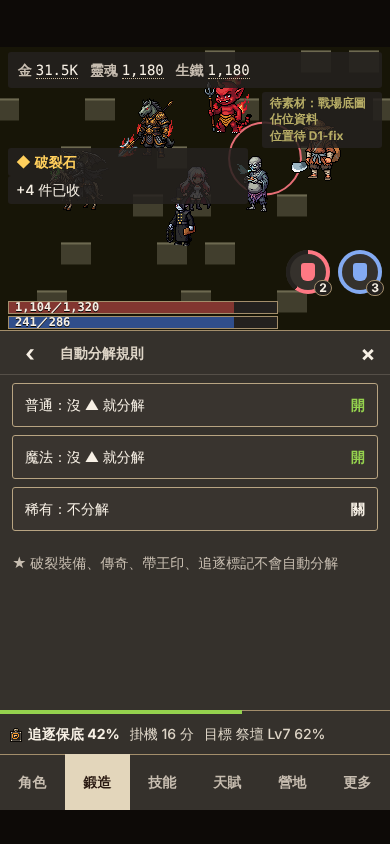 金 31.5K 靈魂 1,180 生鐵 1,180
待素材：戰場底圖
佔位資料
位置待 D1-fix
◆ 破裂石
+4 件已收
2
3
1,104／1,320
241／286
‹ 自動分解規則 ×
普通：沒 ▲ 就分解 開
魔法：沒 ▲ 就分解 開
稀有：不分解 關
★ 破裂裝備、傳奇、帶王印、追逐標記不會自動分解
追逐保底 42% 掛機 16 分 目標 祭壇 Lv7 62%
角色 鍛造 技能 天賦 營地 更多